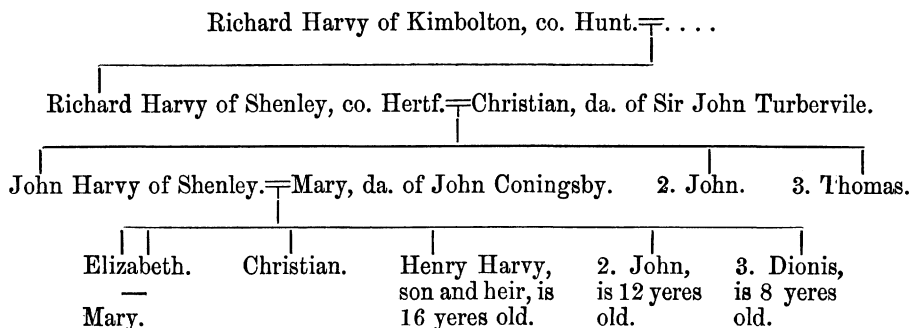 Richard Harvy of Kimbolton, co. Hunt.=. . . .
Richard Harvy of Shenley, co. Hertf.=Christian, da. of Sir John Turbervile.
John Harvy of Shenley.=Mary, da. of John Coningsby. 2. John. 3. Thomas.
Elizabeth. Christian. Henry Harvy, 2. John, 3. Dionis,
— son and heir, is is 12 yeres is 8 yeres
Mary. 16 yeres old. old. old.